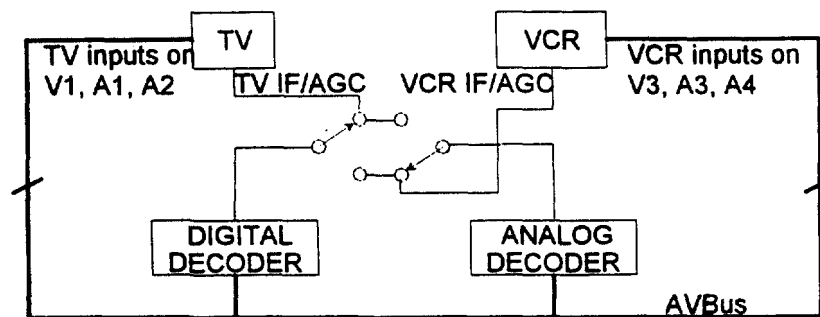 TV
VCR
TV inputs on
V1, A1, A2
VCR inputs on
V3, A3, A4
TV IF/AGC
VCR IF/AGC
DIGITAL
DECODER
ANALOG
DECODER
AVBus